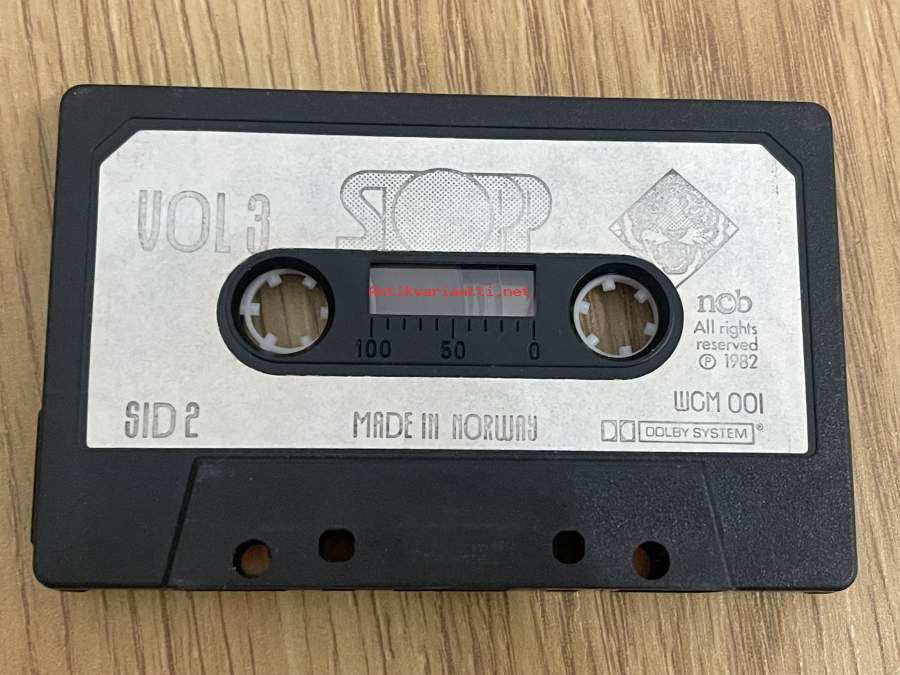 VOL 3
STOPP
Antikvariaatti.net
100 50 0
ncb
All rights
reserved
℗ 1982
SID 2
MADE IN NORWAY
WGM 001
DOLBY SYSTEM®